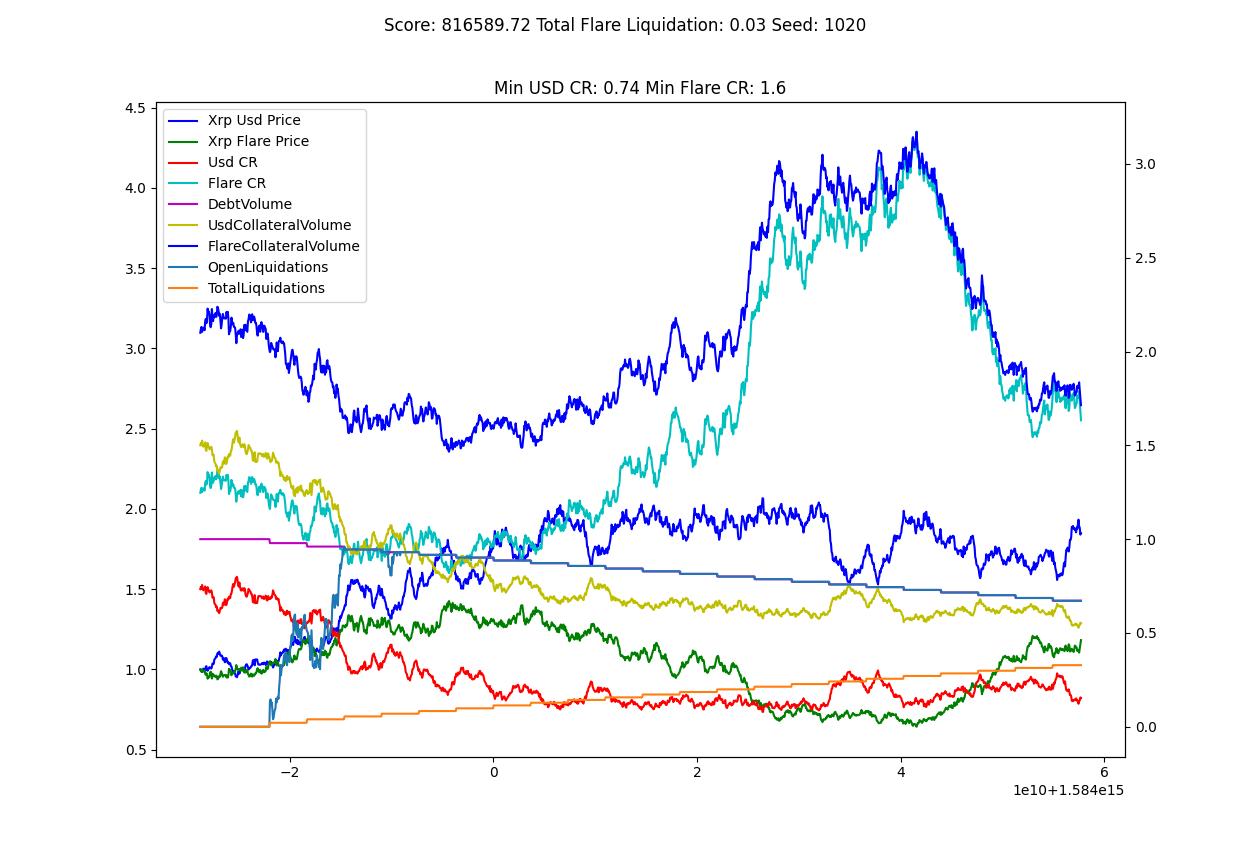 Score: 816589.72 Total Flare Liquidation: 0.03 Seed: 1020
Min USD CR: 0.74 Min Flare CR: 1.6
4.5
4.0
3.5
3.0
2.5
2.0
1.5
1.0
0.5
Xrp Usd Price
Xrp Flare Price
Usd CR
Flare CR
DebtVolume
UsdCollateralVolume
FlareCollateralVolume
OpenLiquidations
TotalLiquidations
3.0
2.5
2.0
1.5
1.0
0.5
0.0
−2 0 2 4 6
1e10+1.584e15